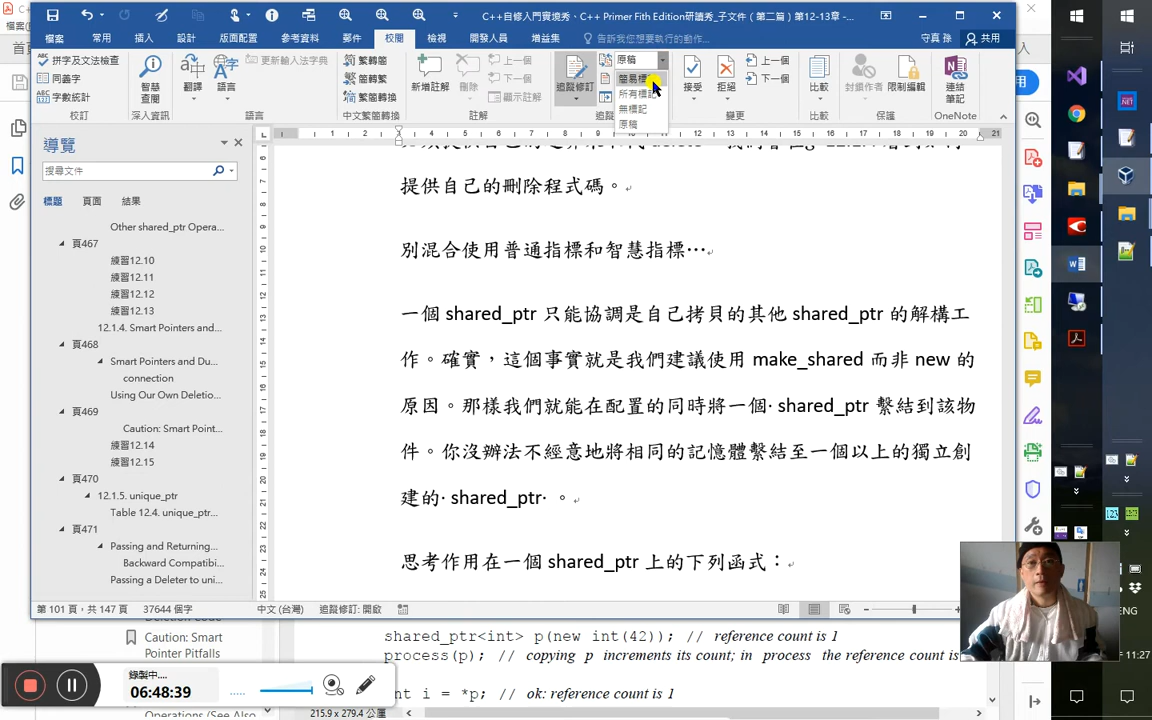 C++自修入門實境秀、C++ Primer Fith Edition研讀秀_子文件（第二篇）第12-13章 -...
檔案 常用 插入 設計 版面配置 參考資料 郵件 校閱 檢視 開發人員 增益集 告訴我您想要執行的動作... 守真 孫 共用
拼字及文法檢查
同義字
字數統計
校訂
智慧查閱
深入資訊
翻譯
語言
更新輸入法字典
語言
簡轉繁
繁轉簡
繁簡轉換
中文繁簡轉換
新增註解
刪除
上一個
下一個
顯示註解
註解
追蹤修訂
原稿
簡易標
所有標記
無標記
原稿
接受
拒絕
上一個
下一個
變更
比較
比較
封鎖作者
限制編輯
保護
連結筆記
OneNote
導覽
搜尋文件
標題 頁面 結果
Other shared_ptr Opera...
頁467
練習12.10
練習12.11
練習12.12
練習12.13
12.1.4. Smart Pointers and...
頁468
Smart Pointers and Du...
connection
Using Our Own Deletio...
頁469
Caution: Smart Point...
練習12.14
練習12.15
頁470
12.1.5. unique_ptr
Table 12.4. unique_ptr...
頁471
Passing and Returning...
Backward Compatibi...
Passing a Deleter to uni...
提供自己的刪除程式碼。
別混合使用普通指標和智慧指標…
一個 shared_ptr 只能協調是自己拷貝的其他 shared_ptr 的解構工
作。確實，這個事實就是我們建議使用 make_shared 而非 new 的
原因。那樣我們就能在配置的同時將一個· shared_ptr 繫結到該物
件。你沒辦法不經意地將相同的記憶體繫結至一個以上的獨立創
建的· shared_ptr· 。
思考作用在一個 shared_ptr 上的下列函式：
第 101 頁，共 147 頁 37644 個字 中文 (台灣) 追蹤修訂: 開啟
Caution: Smart
Pointer Pitfalls
Operations (See Also
shared_ptr<int> p(new int(42)); // reference count is 1
process(p); // copying p increments its count; in process the reference count is
int i = *p; // ok: reference count is 1
215.9 x 279.4 公釐
錄製中...
06:48:39
ENG
11:27